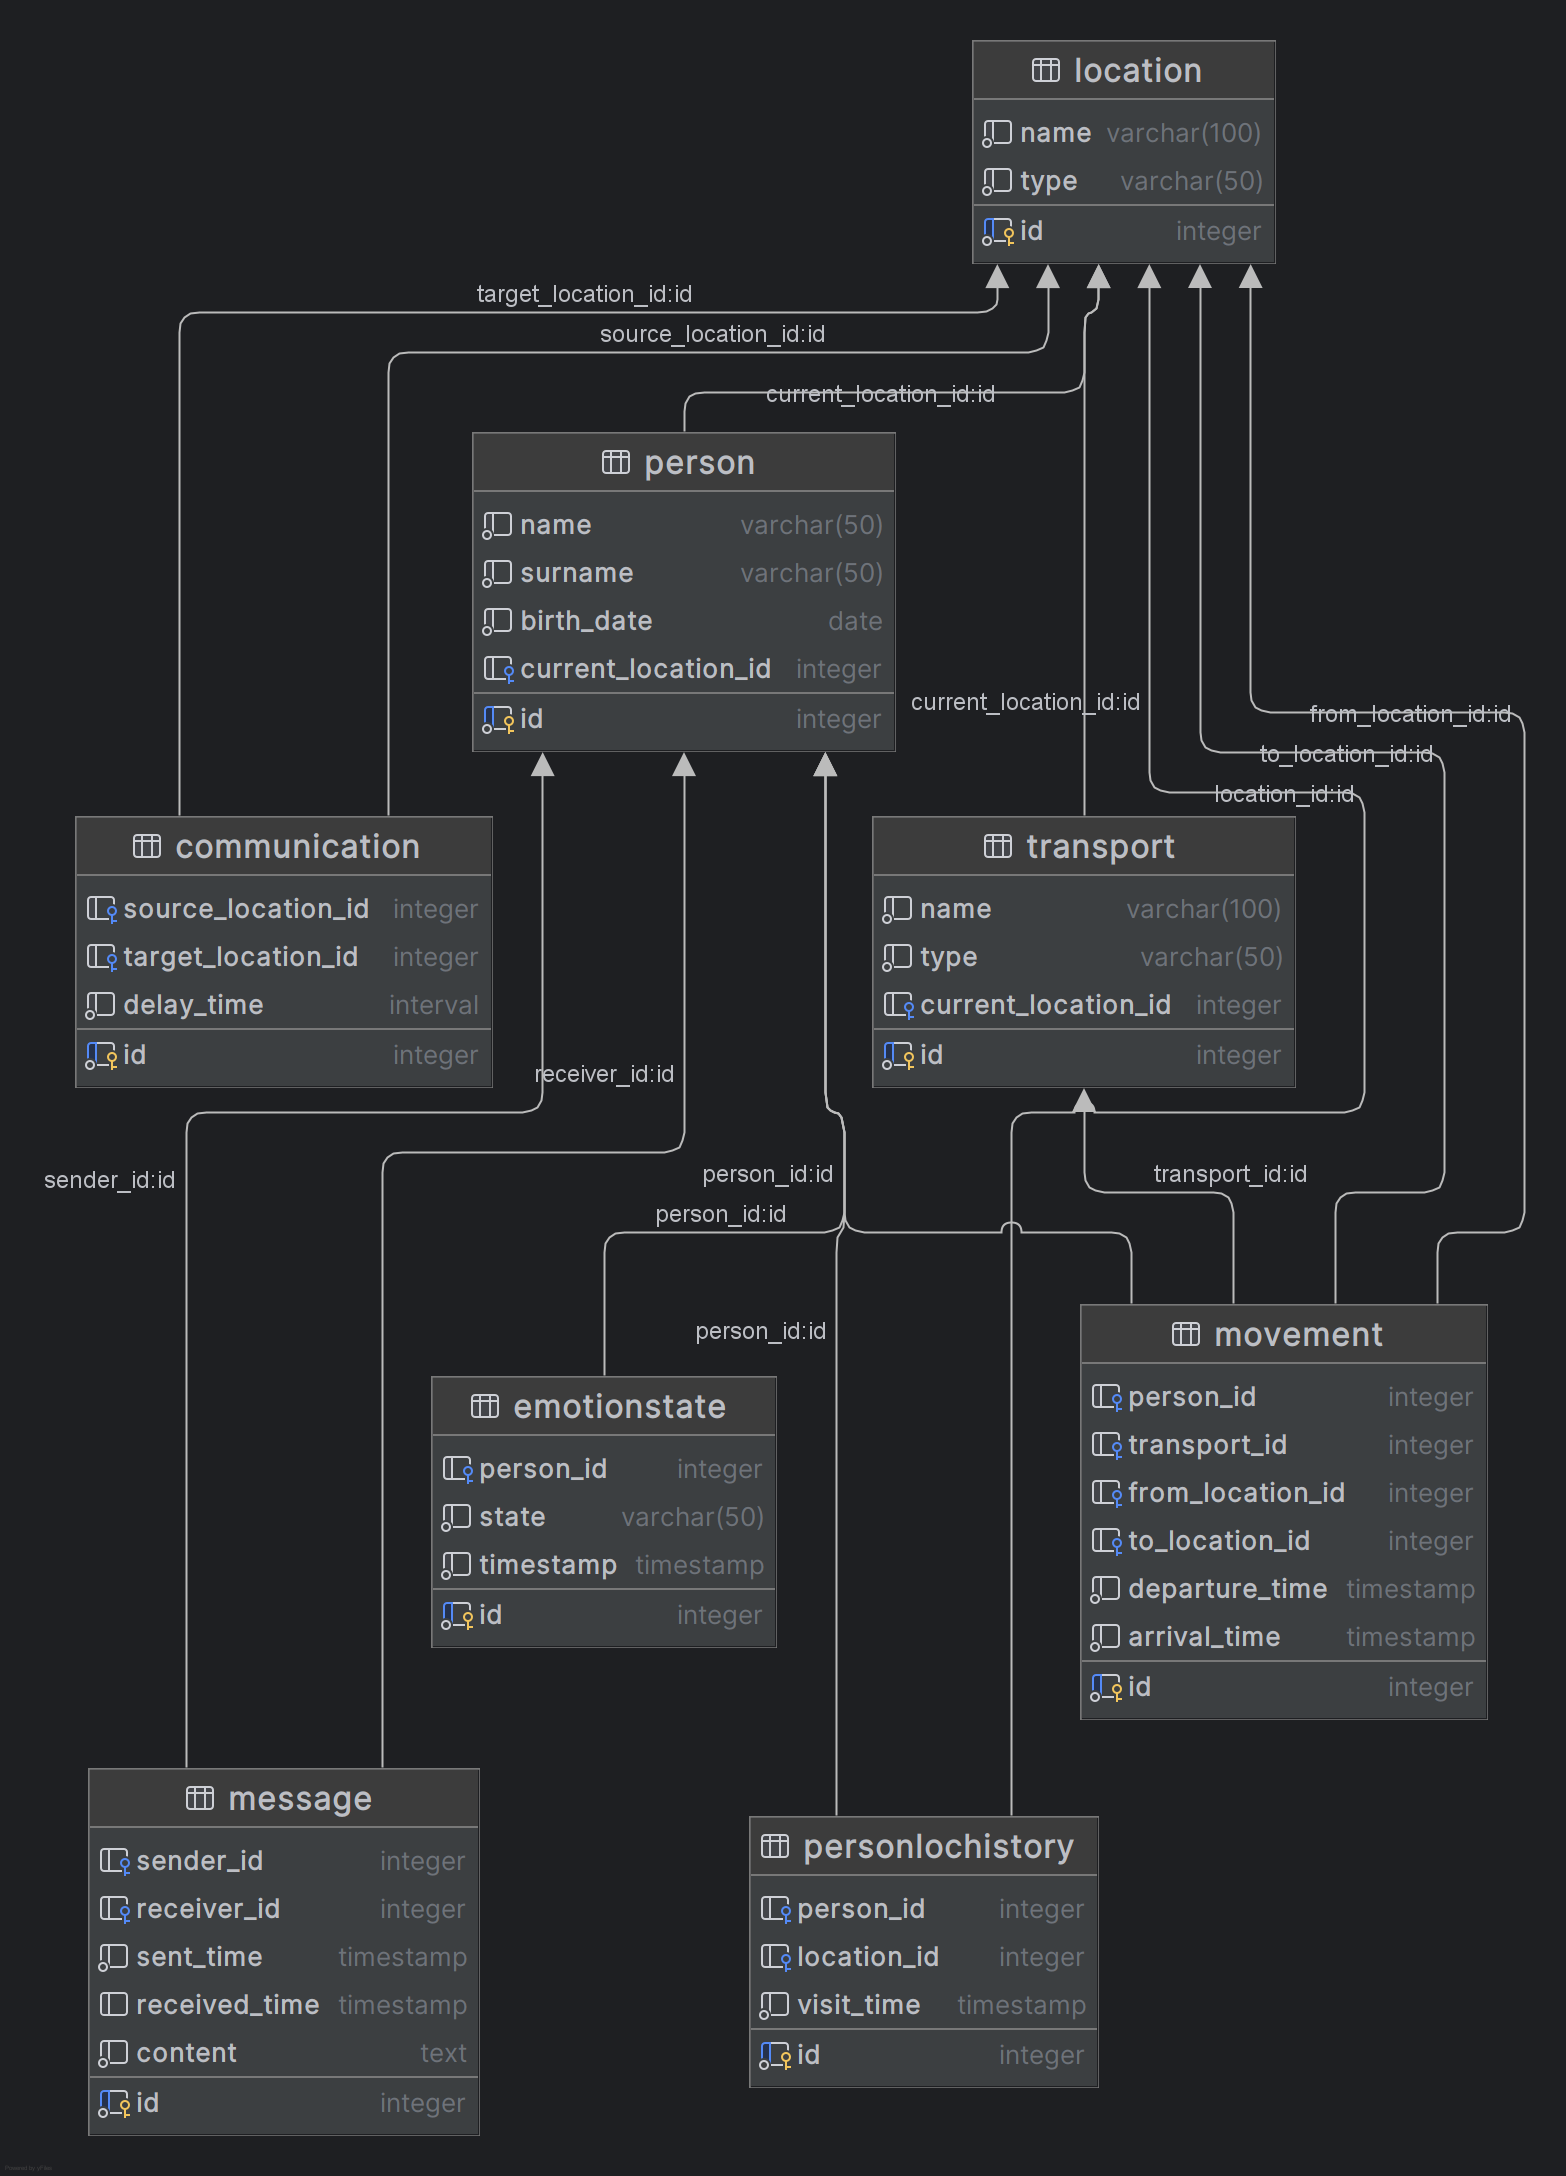 location
name varchar(100)
type varchar(50)
id integer
target_location_id:id
source_location_id:id
current_location_id:id
person
name varchar(50)
surname varchar(50)
birth_date date
current_location_id integer
id integer
current_location_id:id
from_location_id:id
to_location_id:id
location_id:id
communication
source_location_id integer
target_location_id integer
delay_time interval
id integer
transport
name varchar(100)
type varchar(50)
current_location_id integer
id integer
receiver_id:id
sender_id:id
person_id:id
transport_id:id
person_id:id
person_id:id
emotionstate
person_id integer
state varchar(50)
timestamp timestamp
id integer
movement
person_id integer
transport_id integer
from_location_id integer
to_location_id integer
departure_time timestamp
arrival_time timestamp
id integer
message
sender_id integer
receiver_id integer
sent_time timestamp
received_time timestamp
content text
id integer
personlochistory
person_id integer
location_id integer
visit_time timestamp
id integer
Powered by yFiles